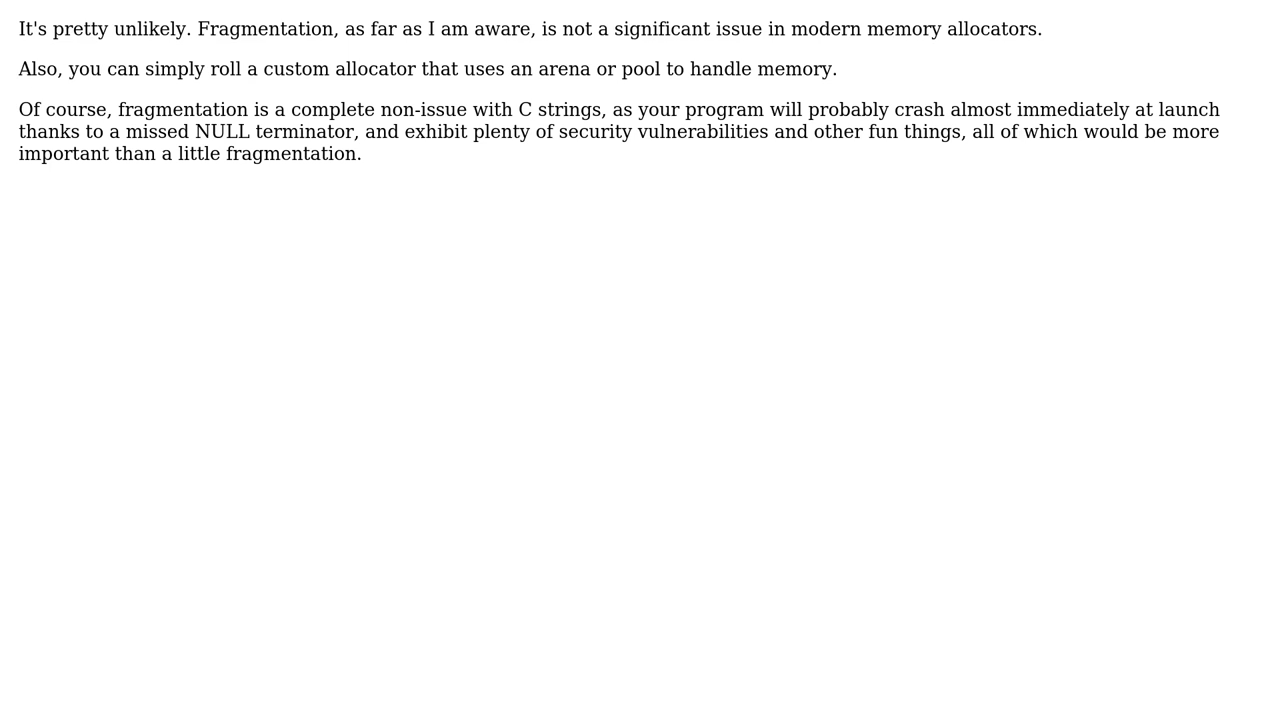 It's pretty unlikely. Fragmentation, as far as I am aware, is not a significant issue in modern memory allocators.
Also, you can simply roll a custom allocator that uses an arena or pool to handle memory.
Of course, fragmentation is a complete non-issue with C strings, as your program will probably crash almost immediately at launch
thanks to a missed NULL terminator, and exhibit plenty of security vulnerabilities and other fun things, all of which would be more
important than a little fragmentation.